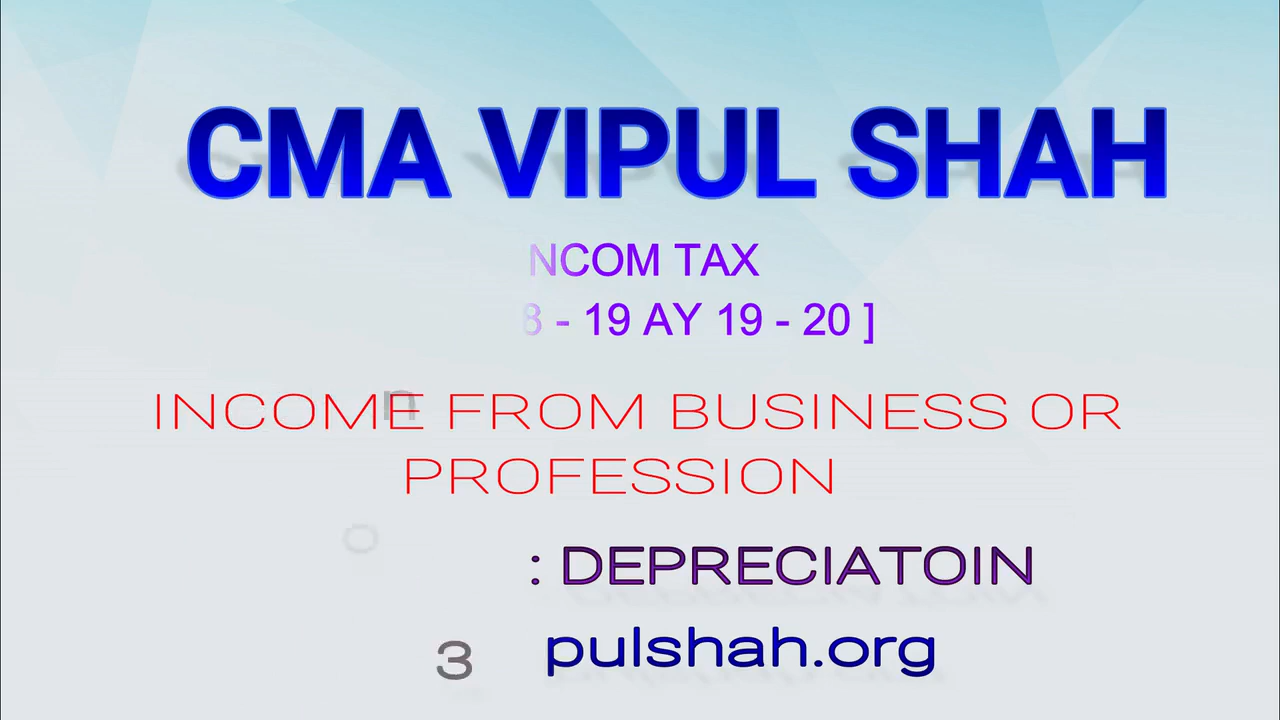 CMA VIPUL SHAH
NCOM TAX
8 - 19 AY 19 - 20 ]
n
INCOME FROM BUSINESS OR
PROFESSION
o
: DEPRECIATOIN
3 pulshah.org